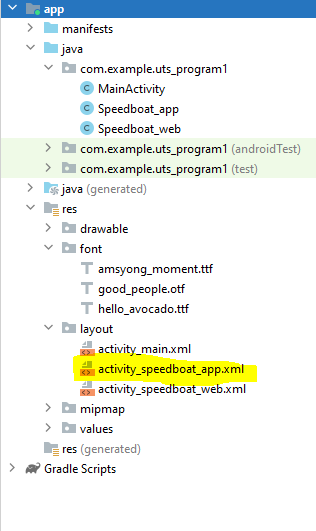 app
manifests
java
com.example.uts_program1
MainActivity
Speedboat_app
Speedboat_web
com.example.uts_program1 (androidTest)
com.example.uts_program1 (test)
java (generated)
res
drawable
font
amsyong_moment.ttf
good_people.otf
hello_avocado.ttf
layout
activity_main.xml
activity_speedboat_app.xml
activity_speedboat_web.xml
mipmap
values
res (generated)
Gradle Scripts